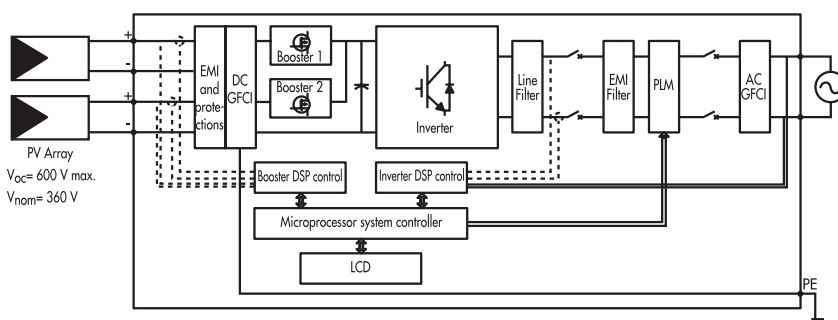 +
-
+
-
PV Array
Voc= 600 V max.
Vnom= 360 V
EMI
and
prote-
ctions
DC
GFCI
Booster 1
Booster 2
Inverter
Line
Filter
EMI
Filter
PLM
AC
GFCI
Booster DSP control
Inverter DSP control
Microprocessor system controller
LCD
PE